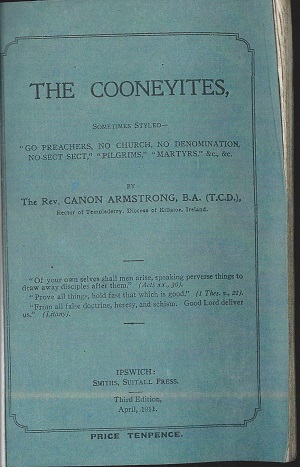 THE COONEYITES,
SOMETIMES STYLED—
"GO PREACHERS, NO CHURCH, NO DENOMINATION,
NO-SECT SECT," "PILGRIMS," "MARTYRS," &c., &c.
BY
The Rev. CANON ARMSTRONG, B.A. (T.C.D.),
Rector of Templederry, Diocese of Killaloe, Ireland.
"Of your own selves shall men arise, speaking perverse things to
draw away disciples after them." (Acts xx., 30).
"Prove all things, hold fast that which is good." (1 Thes. v., 21).
"From all false doctrine, heresy, and schism. Good Lord deliver
us." (Litany).
IPSWICH:
SMITHS, SUITALL PRESS.
Third Edition,
April, 1911.
PRICE TENPENCE.